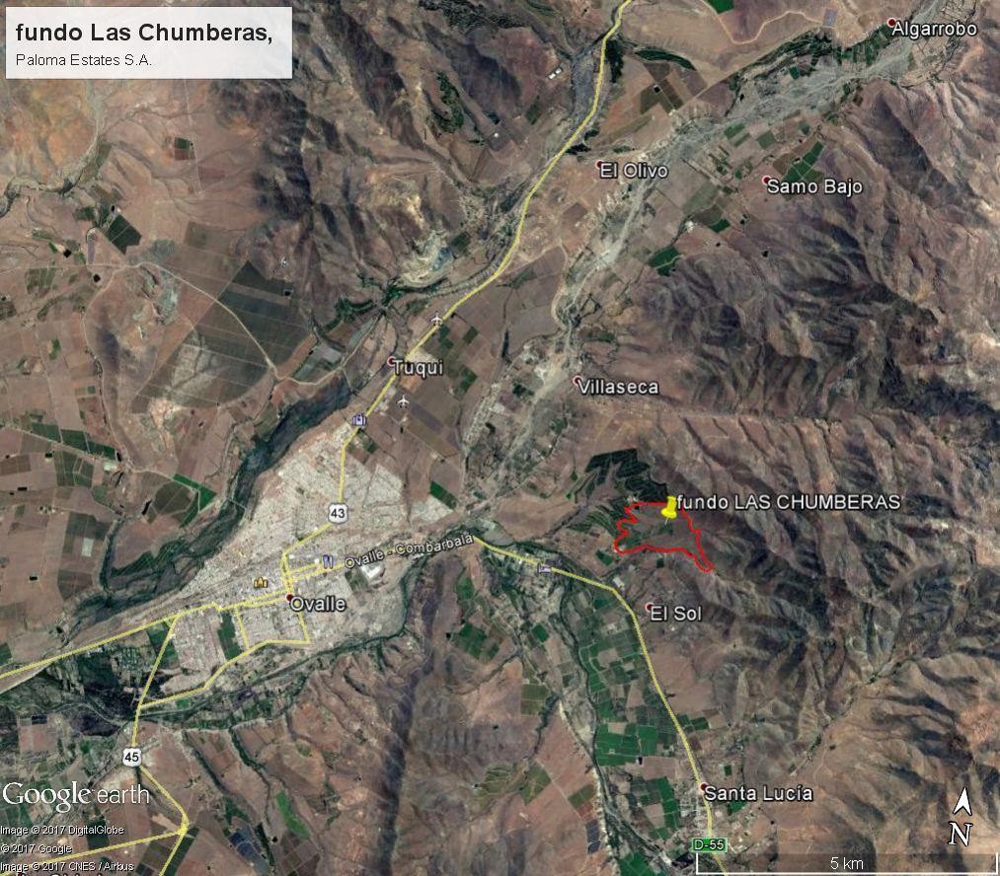 fundo Las Chumberas,
Paloma Estates S.A.
Algarrobo
El Olivo
Samo Bajo
Tuqui
Villaseca
fundo LAS CHUMBERAS
43
Ovalle - Combarbalá
Ovalle
El Sol
45
Google earth
Santa Lucía
N
Image © 2017 DigitalGlobe
© 2017 Google
Image © 2017 CNES / Airbus
D-55
5 km